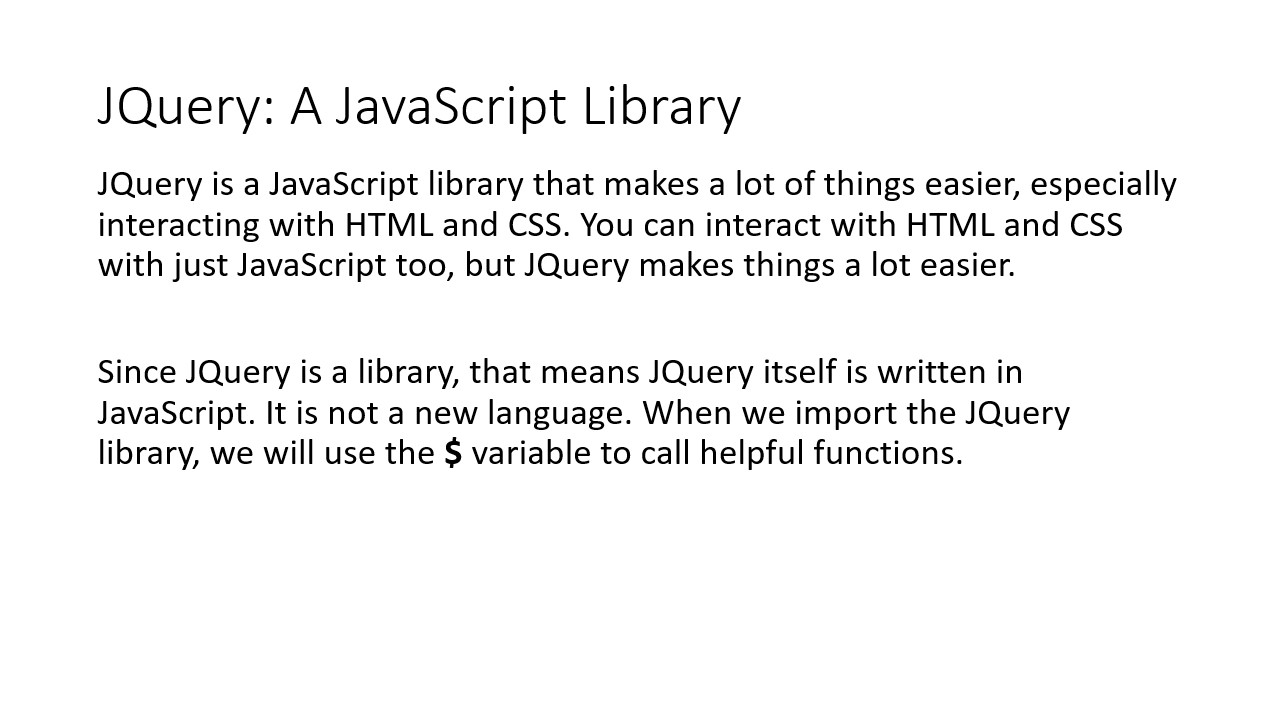 JQuery: A JavaScript Library
JQuery is a JavaScript library that makes a lot of things easier, especially
interacting with HTML and CSS. You can interact with HTML and CSS
with just JavaScript too, but JQuery makes things a lot easier.
Since JQuery is a library, that means JQuery itself is written in
JavaScript. It is not a new language. When we import the JQuery
library, we will use the $ variable to call helpful functions.